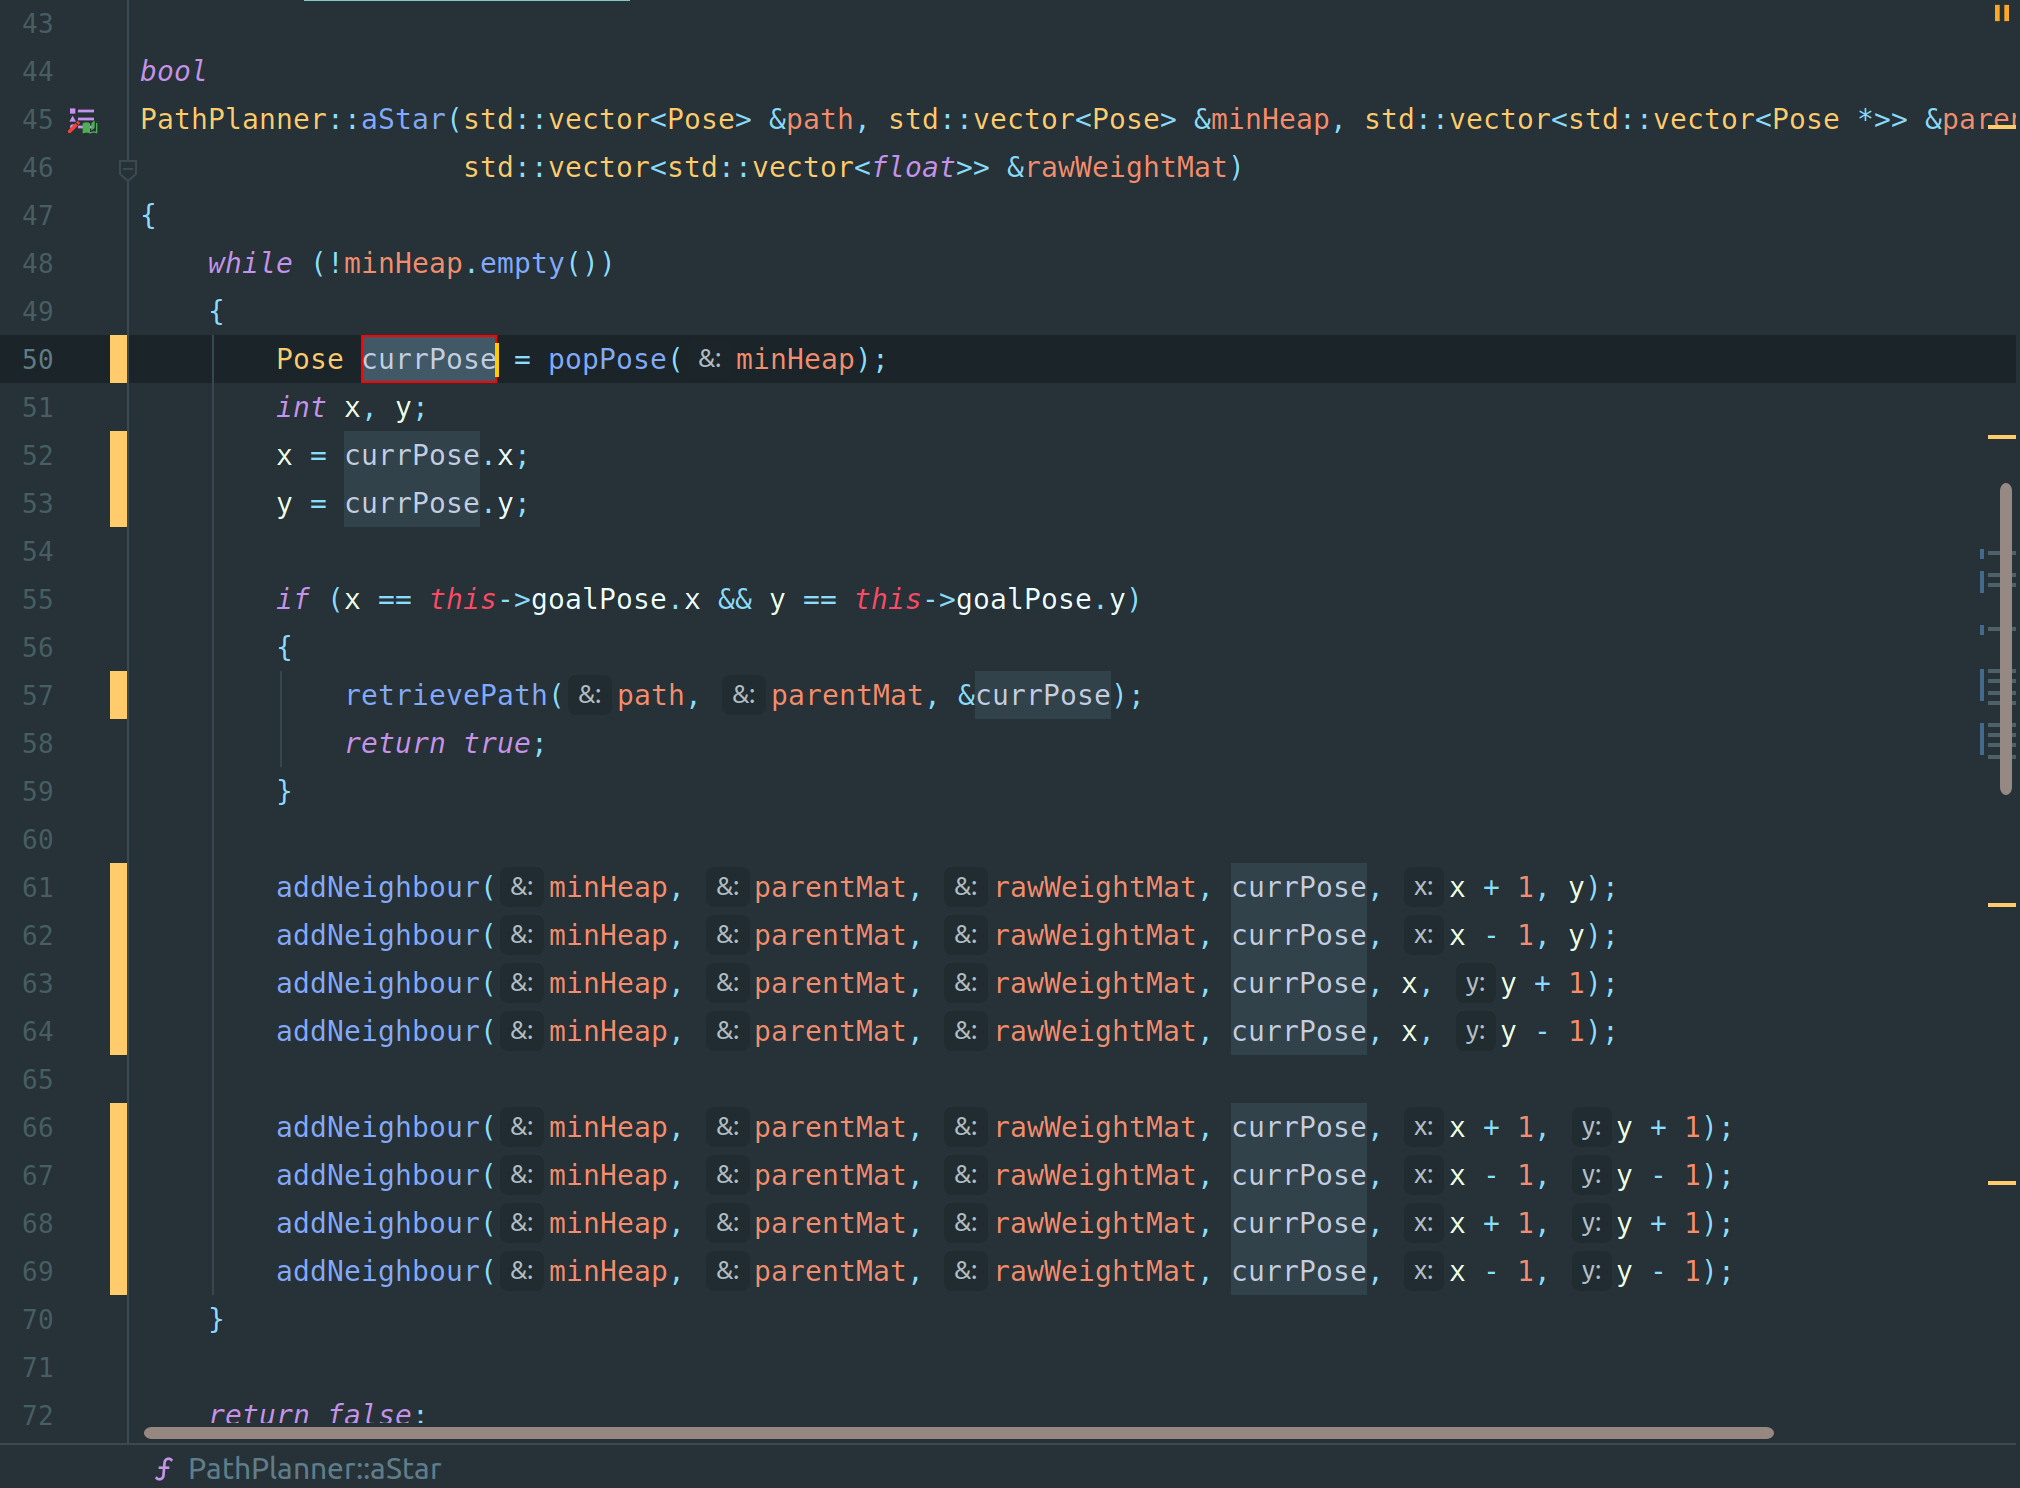 43
44 bool
45 PathPlanner::aStar(std::vector<Pose> &path, std::vector<Pose> &minHeap, std::vector<std::vector<Pose *>> &paren
46 std::vector<std::vector<float>> &rawWeightMat)
47 {
48 while (!minHeap.empty())
49 {
50 Pose currPose = popPose( &: minHeap);
51 int x, y;
52 x = currPose.x;
53 y = currPose.y;
54
55 if (x == this->goalPose.x && y == this->goalPose.y)
56 {
57 retrievePath( &: path, &: parentMat, &currPose);
58 return true;
59 }
60
61 addNeighbour( &: minHeap, &: parentMat, &: rawWeightMat, currPose, x: x + 1, y);
62 addNeighbour( &: minHeap, &: parentMat, &: rawWeightMat, currPose, x: x - 1, y);
63 addNeighbour( &: minHeap, &: parentMat, &: rawWeightMat, currPose, x, y: y + 1);
64 addNeighbour( &: minHeap, &: parentMat, &: rawWeightMat, currPose, x, y: y - 1);
65
66 addNeighbour( &: minHeap, &: parentMat, &: rawWeightMat, currPose, x: x + 1, y: y + 1);
67 addNeighbour( &: minHeap, &: parentMat, &: rawWeightMat, currPose, x: x - 1, y: y - 1);
68 addNeighbour( &: minHeap, &: parentMat, &: rawWeightMat, currPose, x: x + 1, y: y + 1);
69 addNeighbour( &: minHeap, &: parentMat, &: rawWeightMat, currPose, x: x - 1, y: y - 1);
70 }
71
72 return false;
PathPlanner::aStar